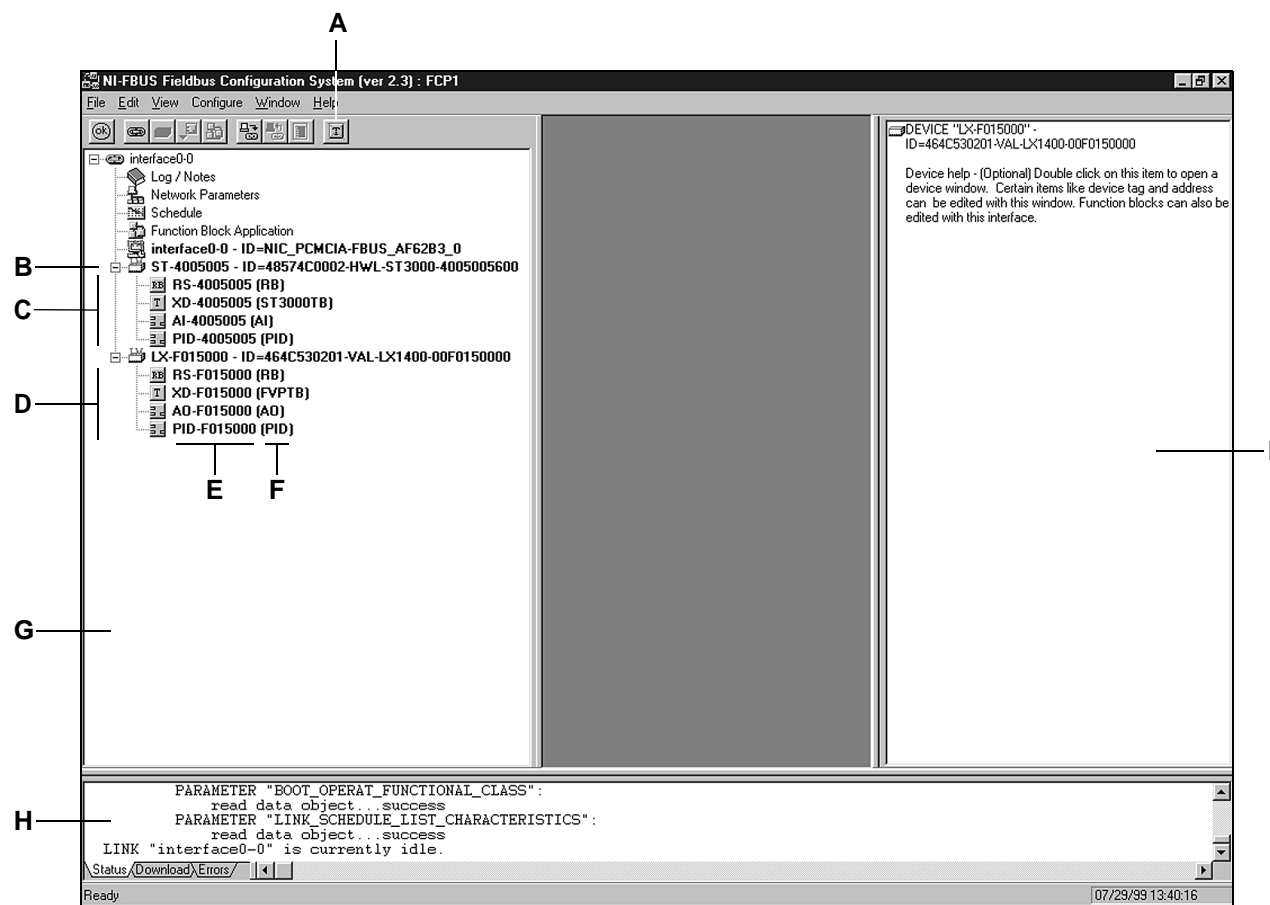 A
NI-FBUS Fieldbus Configuration System (ver 2.3) : FCP1
File Edit View Configure Window Help
ok T
interface0-0
Log / Notes
Network Parameters
Schedule
Function Block Application
interface0-0 - ID=NIC_PCMCIA-FBUS_AF62B3_0
B
ST-4005005 - ID=48574C0002-HWL-ST3000-4005005600
C
RB RS-4005005 (RB)
T XD-4005005 (ST3000TB)
AI-4005005 (AI)
PID-4005005 (PID)
LX-F015000 - ID=464C530201-VAL-LX1400-00F0150000
D
RB RS-F015000 (RB)
T XD-F015000 (FVPTB)
AO-F015000 (AO)
PID-F015000 (PID)
E F
G
DEVICE "LX-F015000" -
ID=464C530201-VAL-LX1400-00F0150000
Device help - (Optional) Double click on this item to open a
device window. Certain items like device tag and address
can be edited with this window. Function blocks can also be
edited with this interface.
H
PARAMETER "BOOT_OPERAT_FUNCTIONAL_CLASS":
read data object...success
PARAMETER "LINK_SCHEDULE_LIST_CHARACTERISTICS":
read data object...success
LINK "interface0-0" is currently idle.
Status Download Errors
Ready 07/29/99 13:40:16